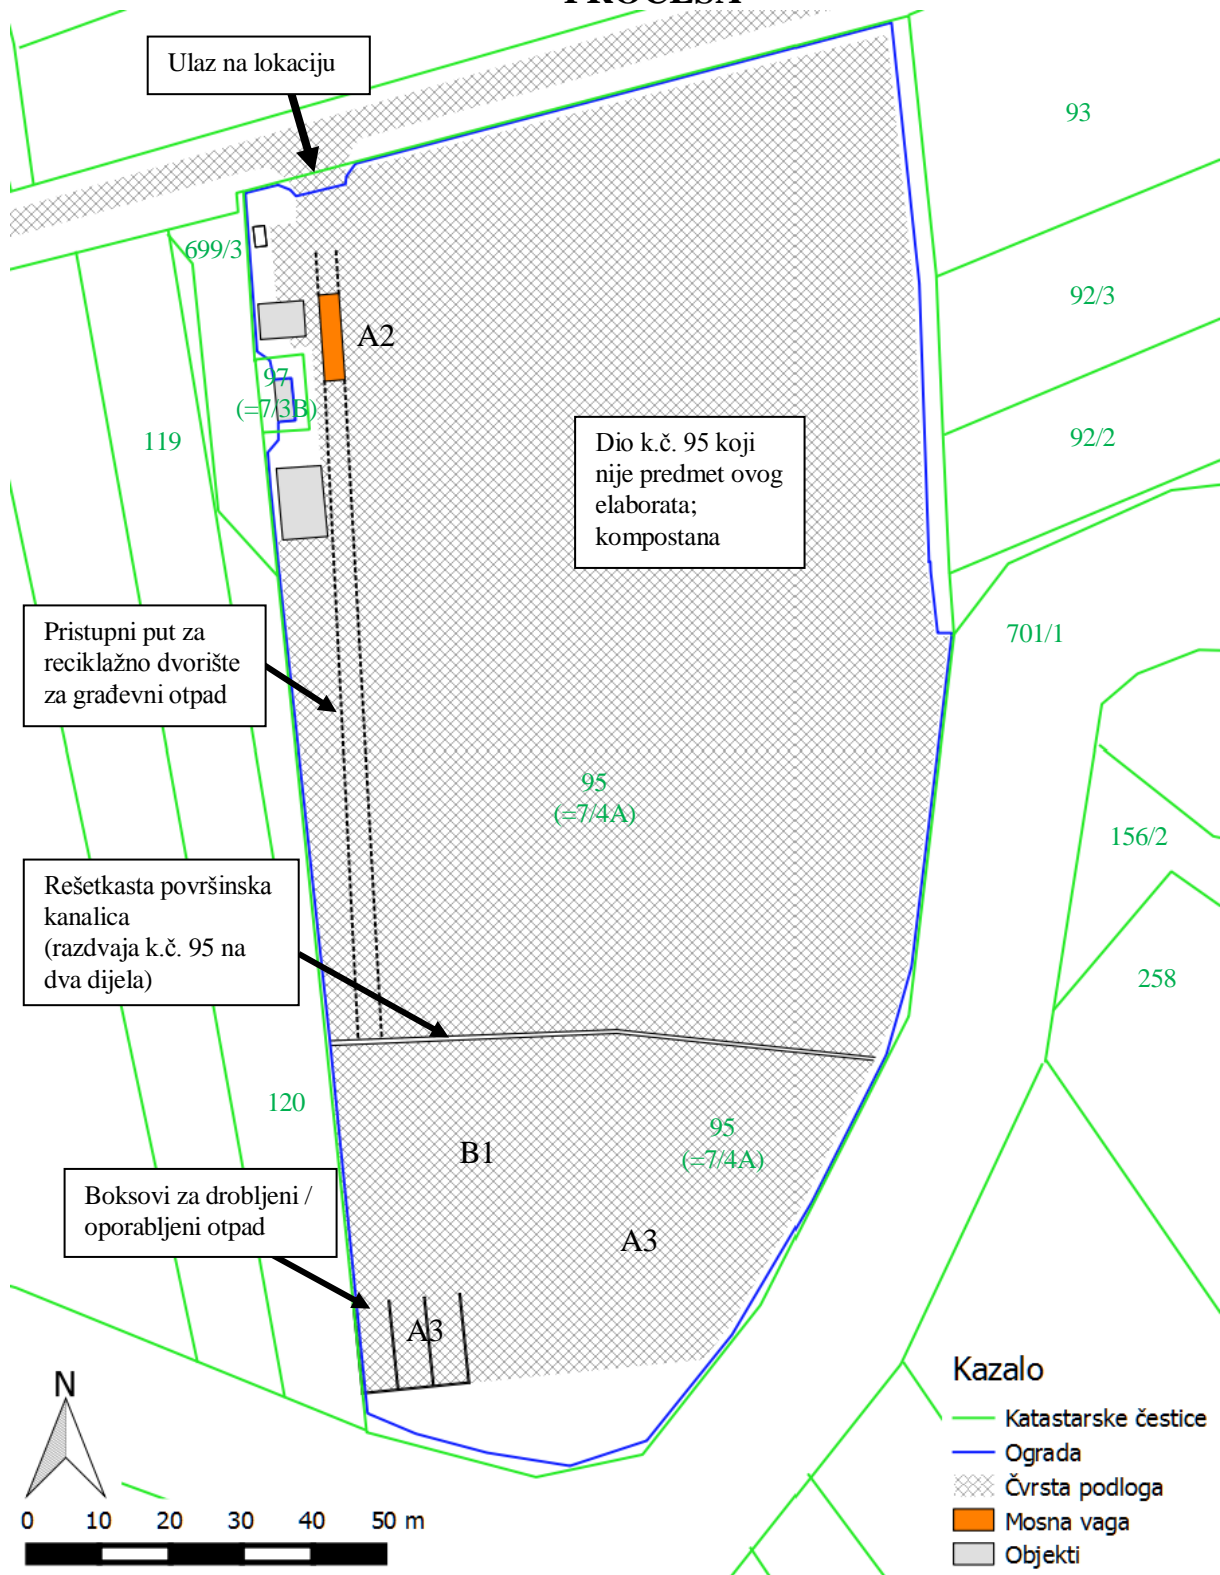 PROCESA
Ulaz na lokaciju
93
699/3
92/3
A2
97
(=7/3B)
119
92/2
Dio k.č. 95 koji
nije predmet ovog
elaborata;
kompostana
Pristupni put za
reciklažno dvorište
za građevni otpad
701/1
95
(=7/4A)
156/2
Rešetkasta površinska
kanalica
(razdvaja k.č. 95 na
dva dijela)
258
120
95
(=7/4A)
B1
Boksovi za drobljeni /
oporabljeni otpad
A3
A3
Kazalo
Katastarske čestice
Ograda
Čvrsta podloga
Mosna vaga
Objekti
N
0 10 20 30 40 50 m